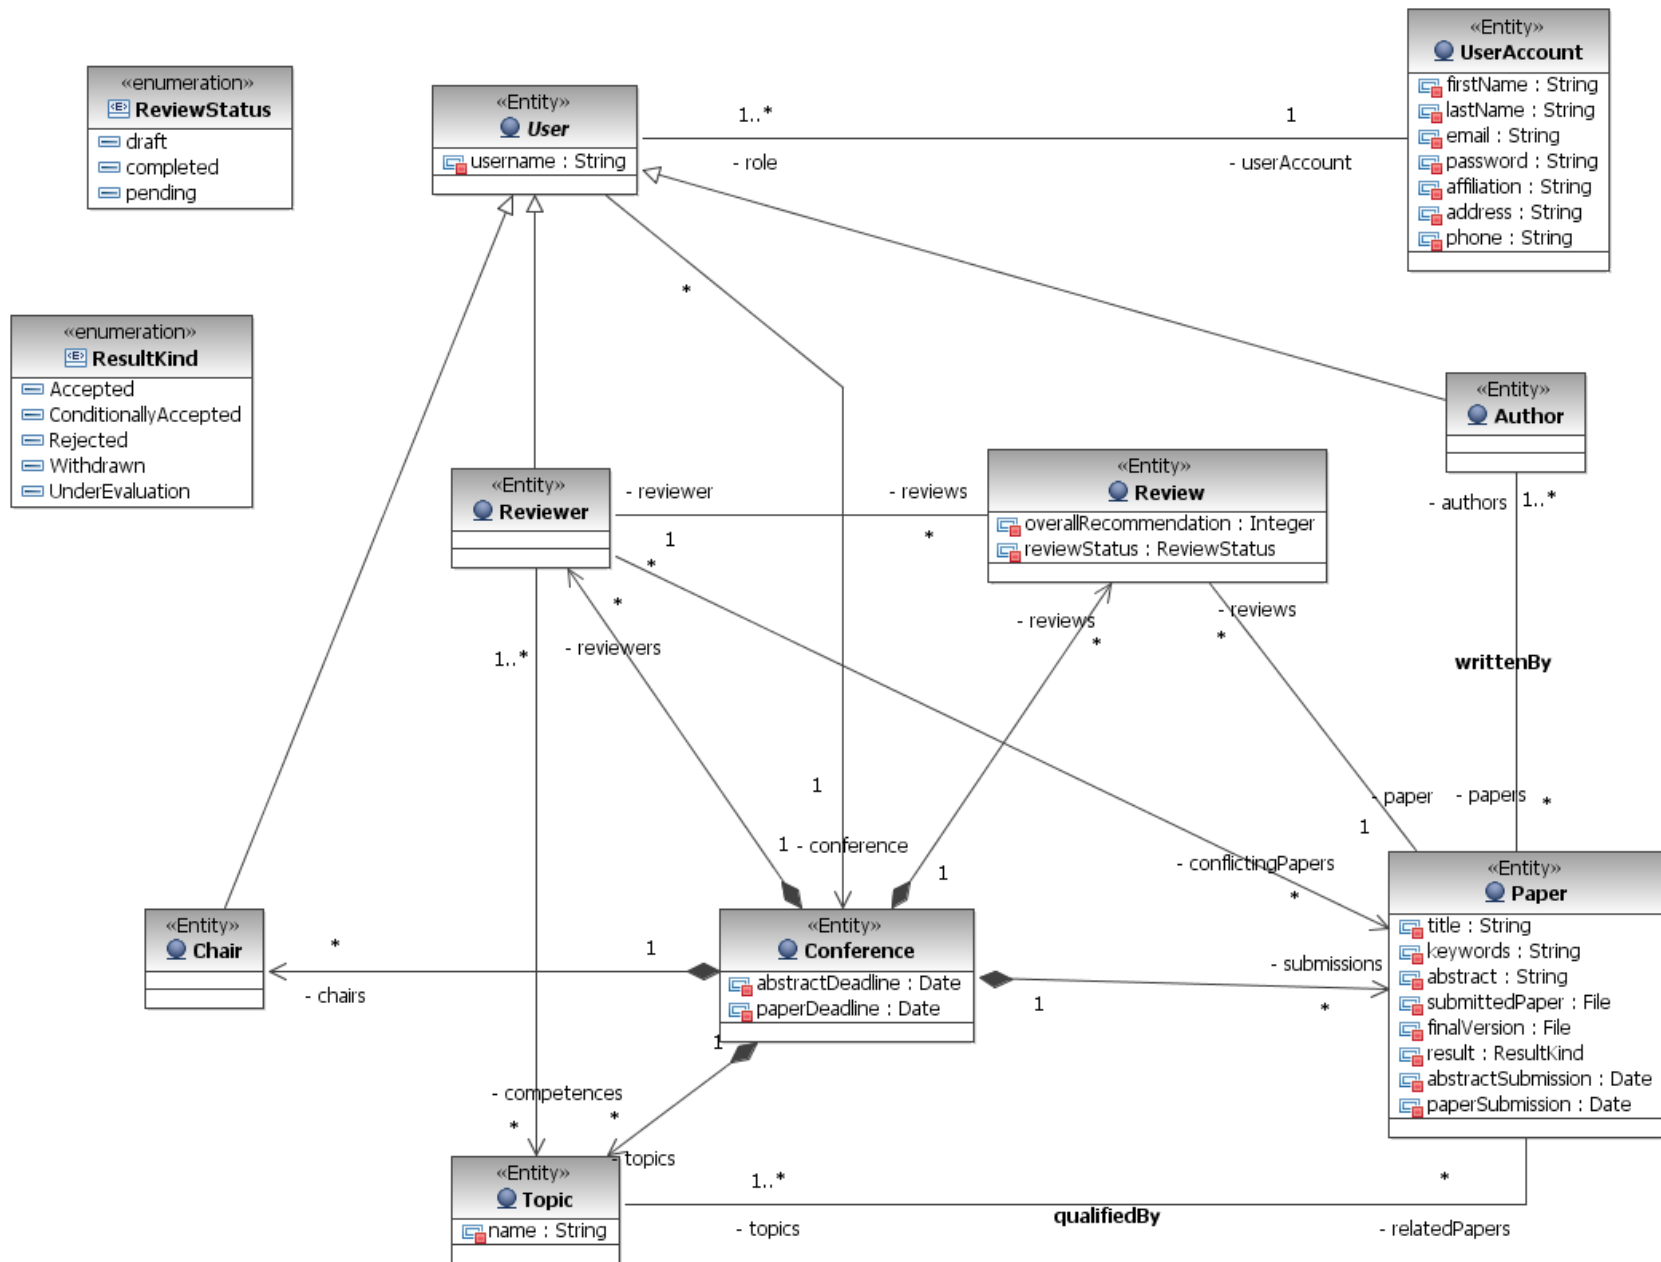 «Entity»
UserAccount
firstName : String
lastName : String
email : String
password : String
affiliation : String
address : String
phone : String
«enumeration»
ReviewStatus
draft
completed
pending
«Entity»
User
username : String
1..*
1
- role
- userAccount
*
«enumeration»
ResultKind
Accepted
ConditionallyAccepted
Rejected
Withdrawn
UnderEvaluation
«Entity»
Author
- authors
1..*
«Entity»
Reviewer
- reviewer
1
- reviews
*
«Entity»
Review
overallRecommendation : Integer
reviewStatus : ReviewStatus
*
*
- reviewers
1..*
- reviews
*
- reviews
*
writtenBy
1
- conference
1
1
- paper
1
- papers
*
- conflictingPapers
*
«Entity»
Chair
*
- chairs
1
«Entity»
Conference
abstractDeadline : Date
paperDeadline : Date
1
- submissions
1
*
«Entity»
Paper
title : String
keywords : String
abstract : String
submittedPaper : File
finalVersion : File
result : ResultKind
abstractSubmission : Date
paperSubmission : Date
- competences
*
*
- topics
«Entity»
Topic
name : String
1..*
- topics
qualifiedBy
*
- relatedPapers